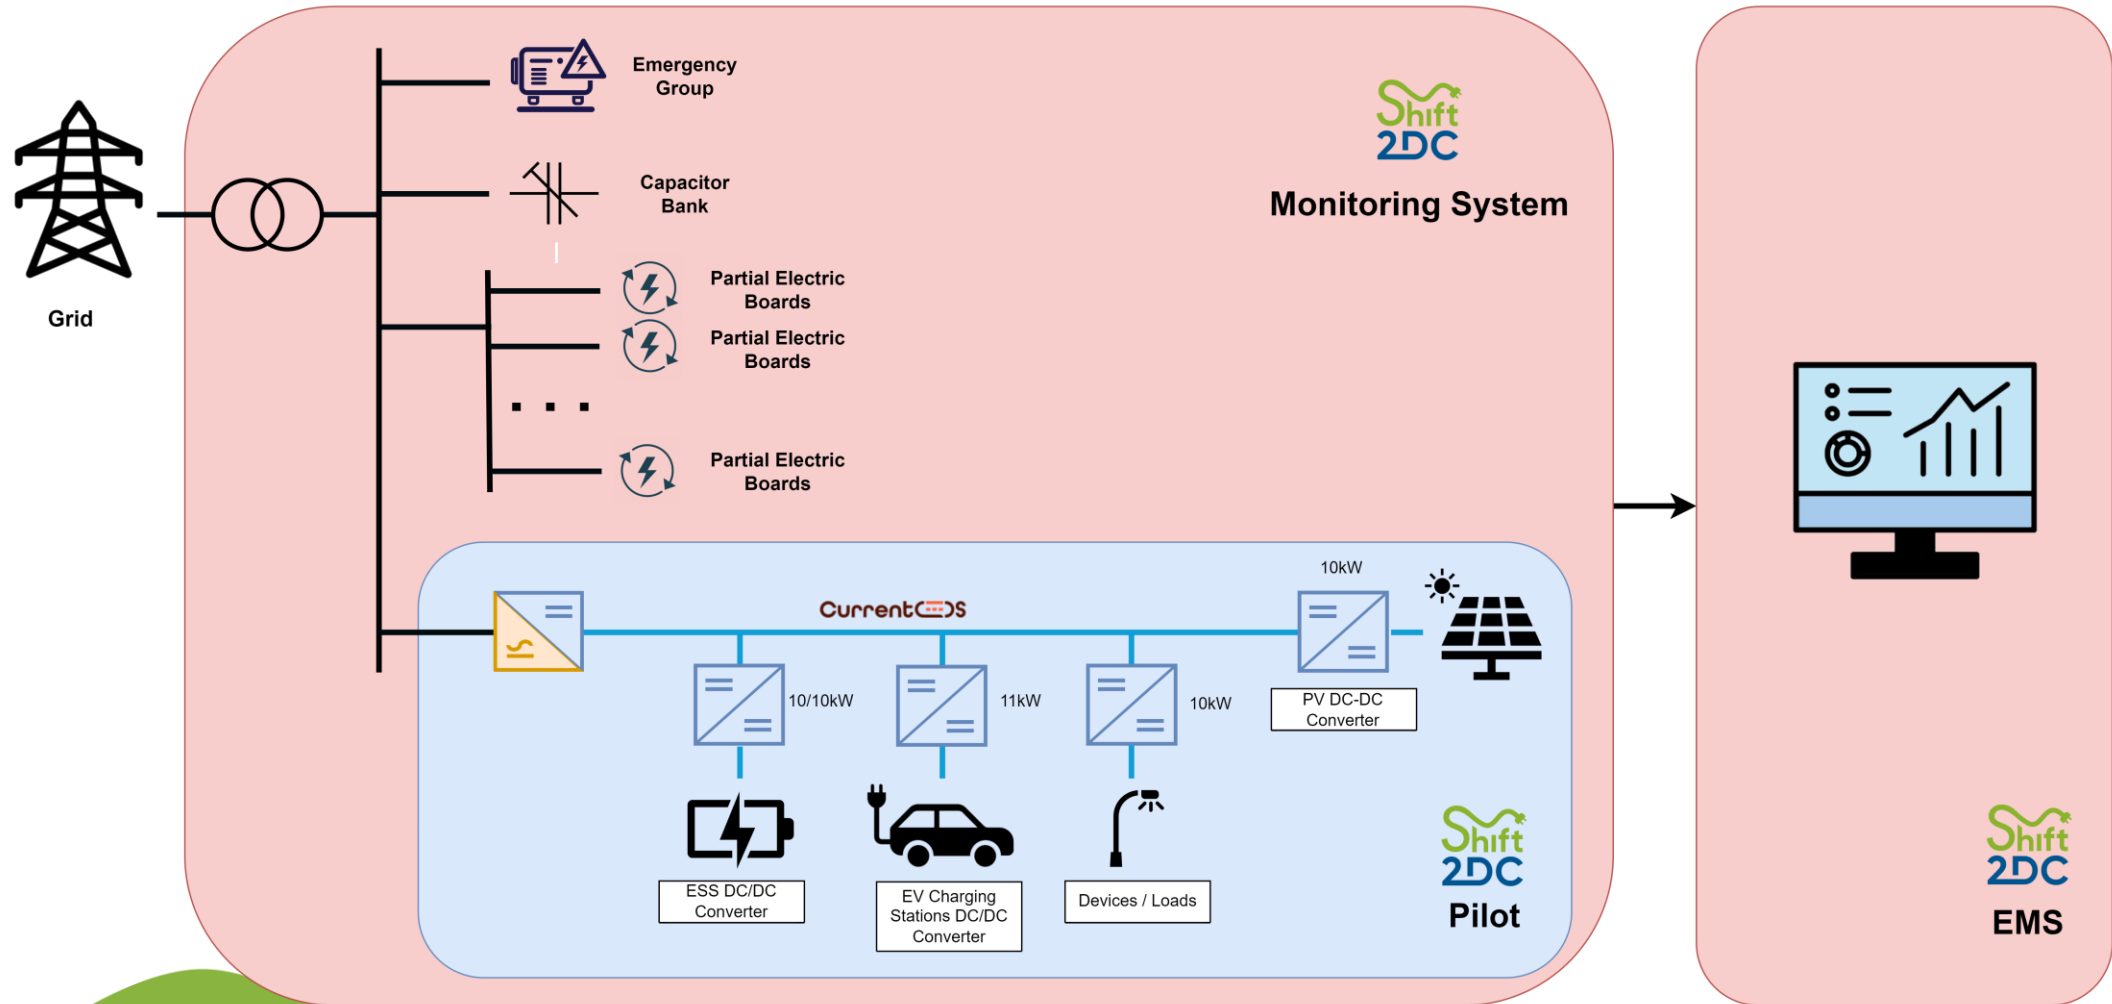 Emergency
Group
Capacitor
Bank
Partial Electric
Boards
Partial Electric
Boards
Partial Electric
Boards
Grid
Shift
2DC
Monitoring System
CurrentOS
10kW
10/10kW
11kW
10kW
PV DC-DC
Converter
ESS DC/DC
Converter
EV Charging
Stations DC/DC
Converter
Devices / Loads
Shift
2DC
Pilot
Shift
2DC
EMS